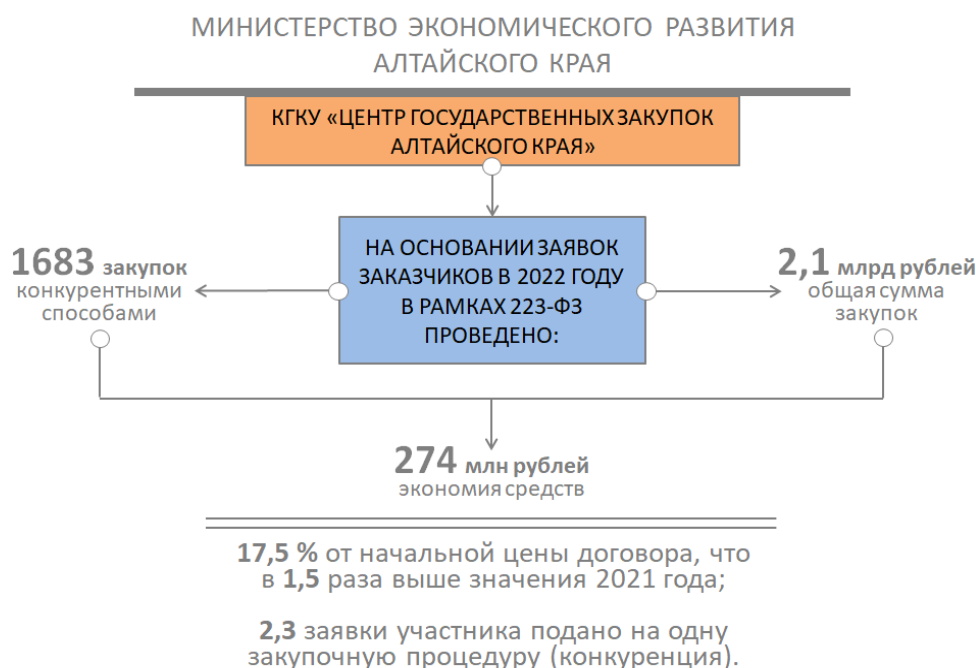 МИНИСТЕРСТВО ЭКОНОМИЧЕСКОГО РАЗВИТИЯ
АЛТАЙСКОГО КРАЯ
КГКУ «ЦЕНТР ГОСУДАРСТВЕННЫХ ЗАКУПОК
АЛТАЙСКОГО КРАЯ»
НА ОСНОВАНИИ ЗАЯВОК
ЗАКАЗЧИКОВ В 2022 ГОДУ
В РАМКАХ 223-ФЗ
ПРОВЕДЕНО:
1683 закупок
конкурентными
способами
2,1 млрд рублей
общая сумма
закупок
274 млн рублей
экономия средств
17,5 % от начальной цены договора, что
в 1,5 раза выше значения 2021 года;
2,3 заявки участника подано на одну
закупочную процедуру (конкуренция).